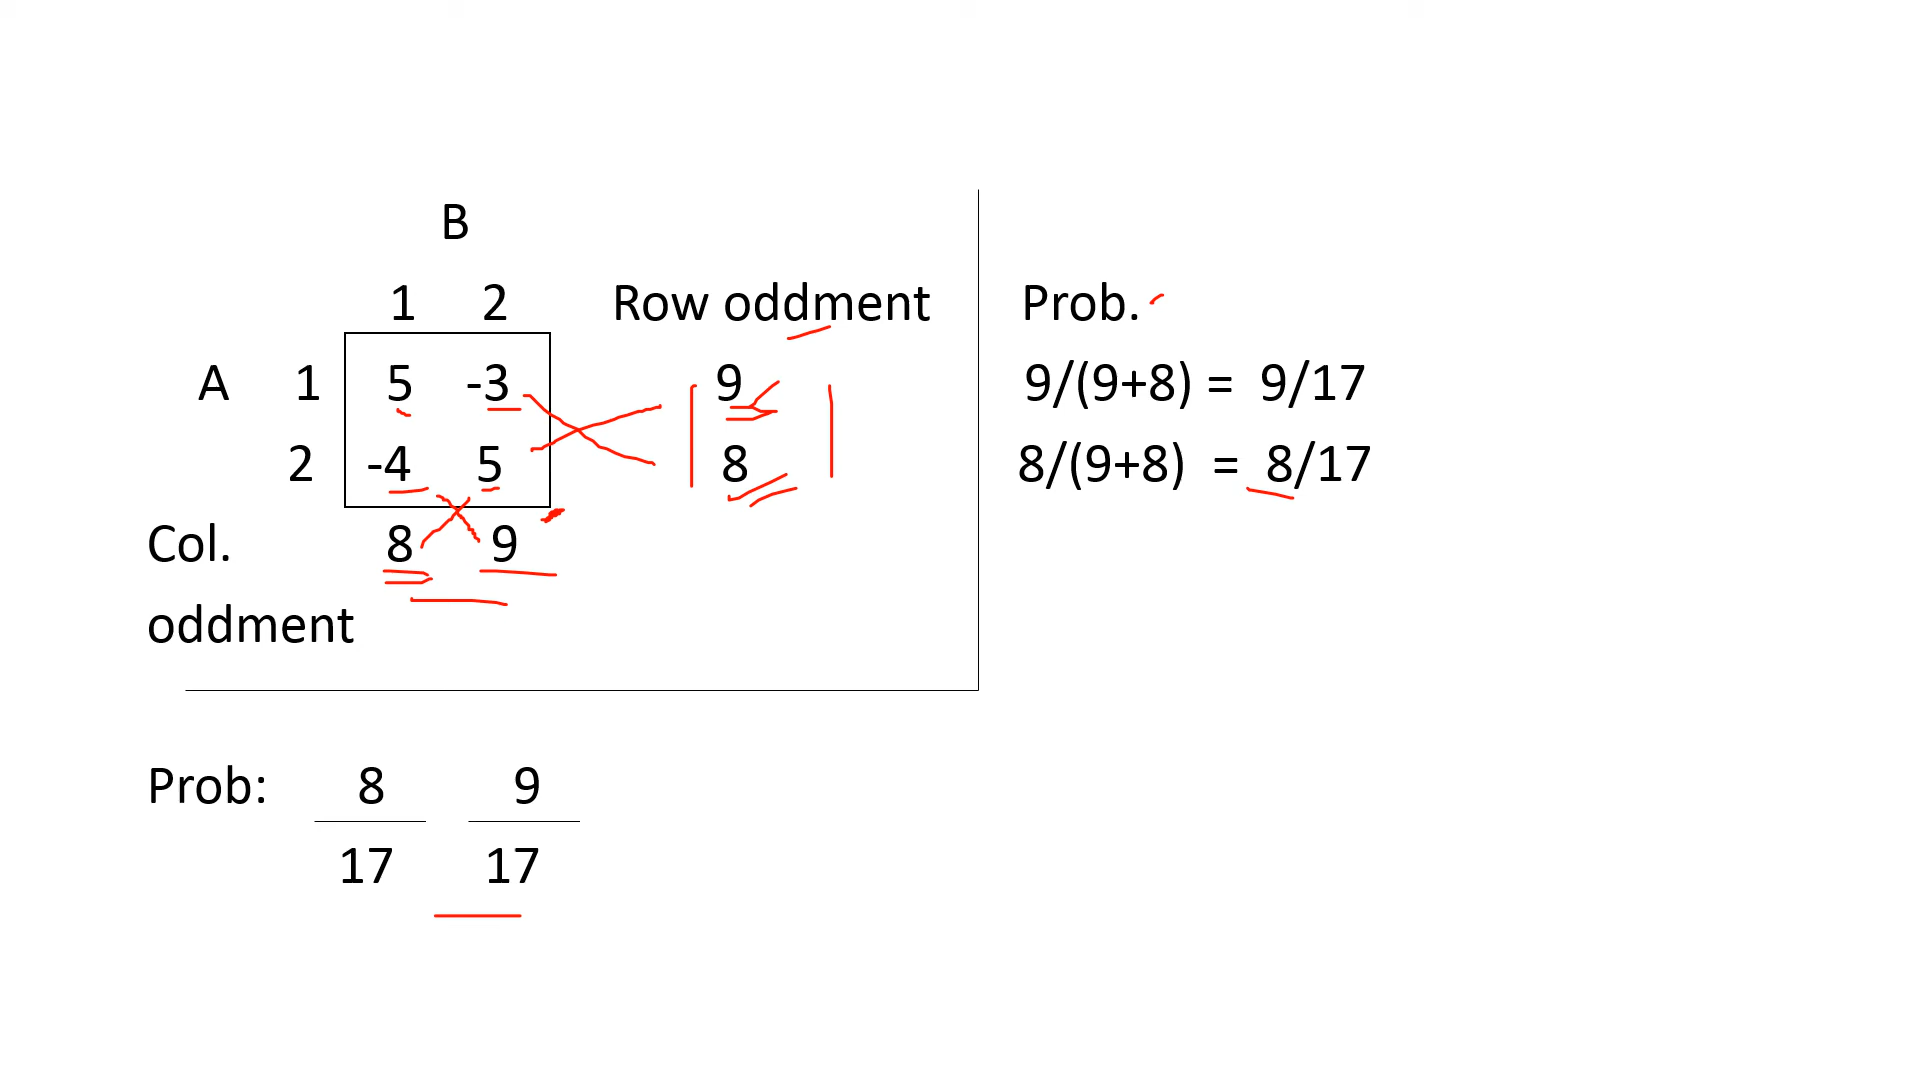 B
1 2 Row oddment Prob.
A 1 5 -3 9 9/(9+8) = 9/17
2 -4 5 8 8/(9+8) = 8/17
Col. 8 9
oddment
Prob: 8 9
17 17